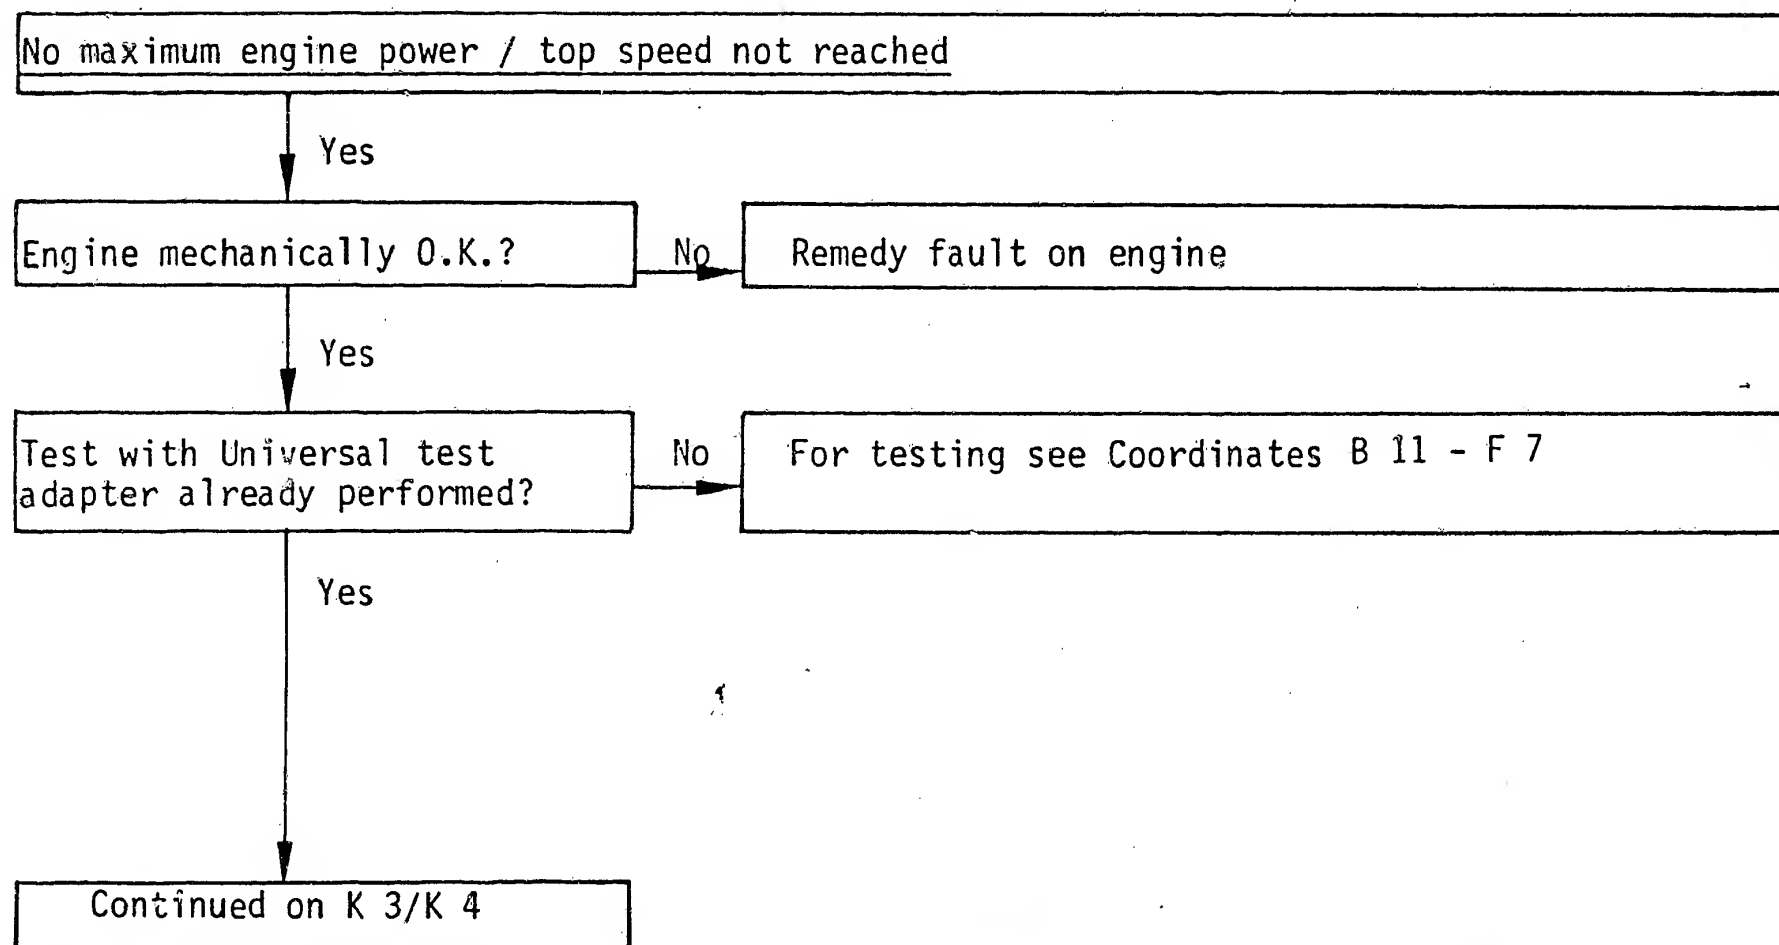 No maximum engine power / top speed not reached
Yes
Engine mechanically O.K.?
No
Remedy fault on engine
Yes
Test with Universal test
adapter already performed?
No
For testing see Coordinates B 11 - F 7
Yes
Continued on K 3/K 4